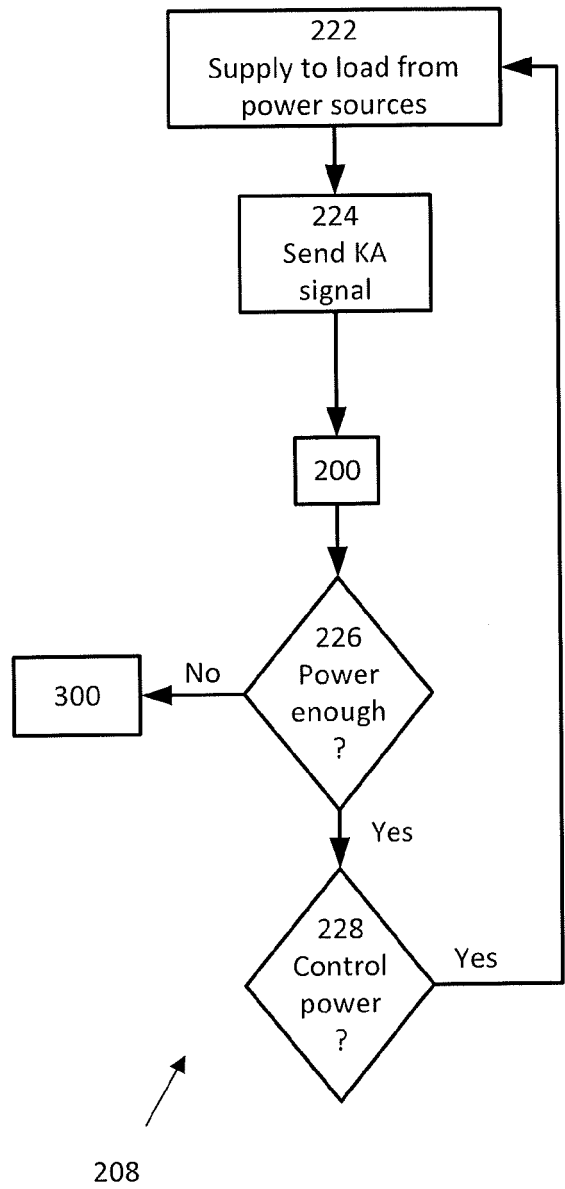 222
Supply to load from
power sources
224
Send KA
signal
200
226
Power
enough
?
No
300
Yes
228
Control
power
?
Yes
208